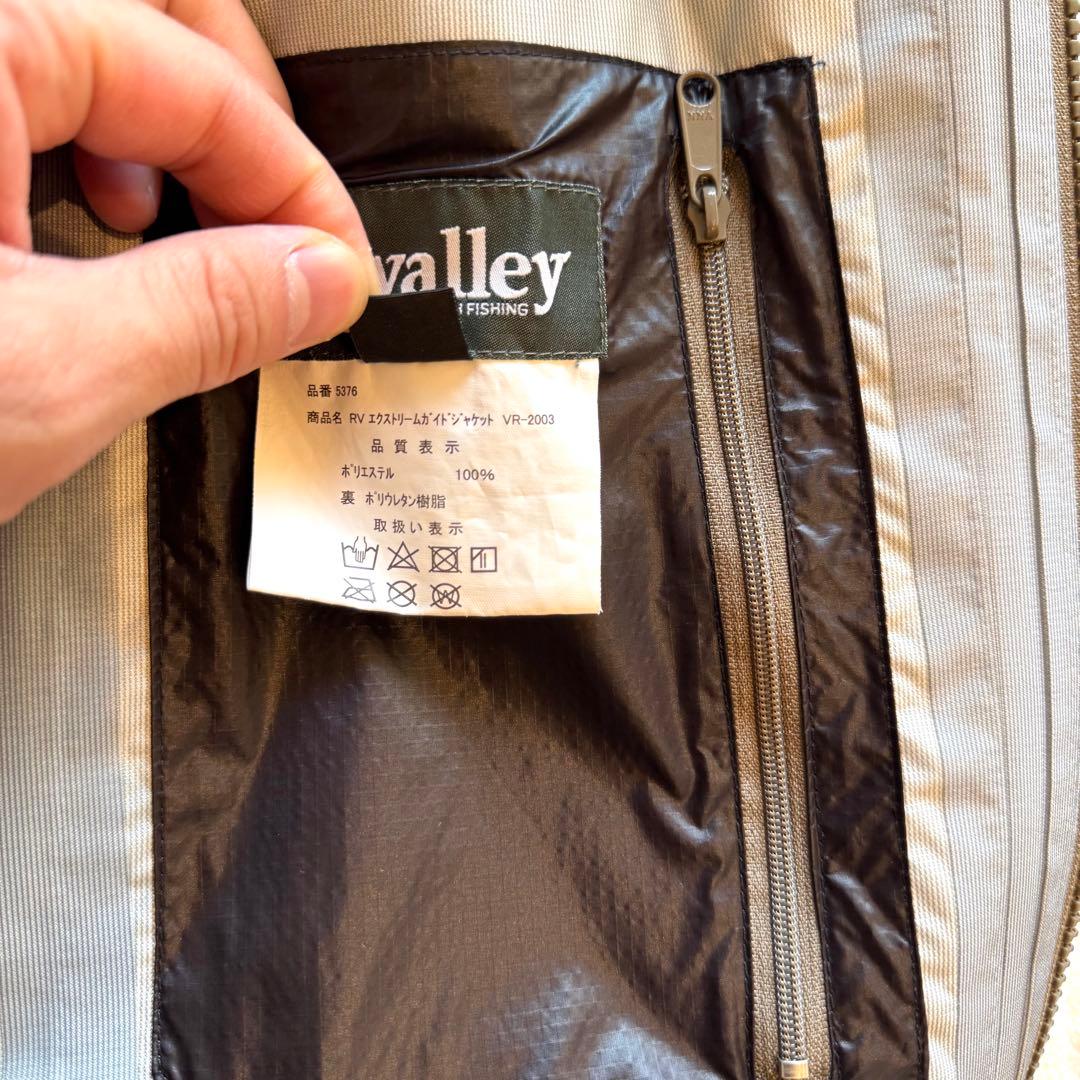 valley
FISHING
品番 5376
商品名 RV エクストリームガイドジャケット VR-2003
品質表示
ポリエステル 100%
裏 ポリウレタン樹脂
取扱い表示